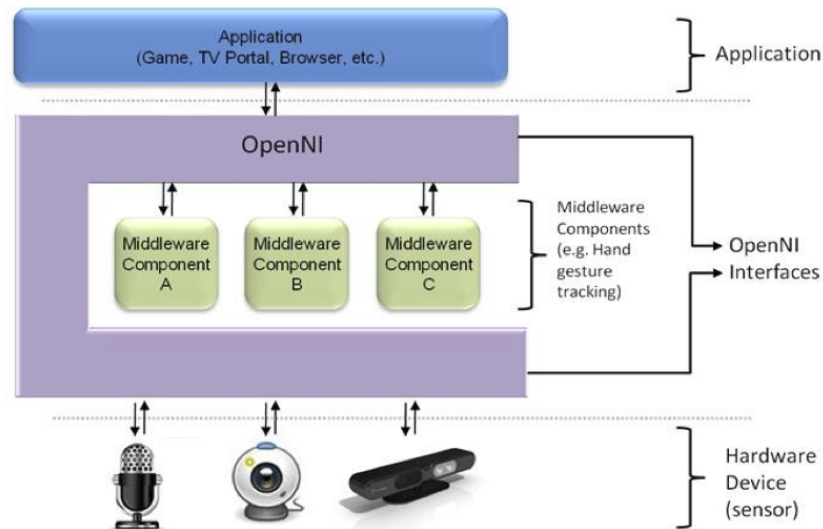 Application
(Game, TV Portal, Browser, etc.)
Application
OpenNI
Middleware
Component
A
Middleware
Component
B
Middleware
Component
C
Middleware
Components
(e.g. Hand
gesture
tracking)
OpenNI
Interfaces
Hardware
Device
(sensor)